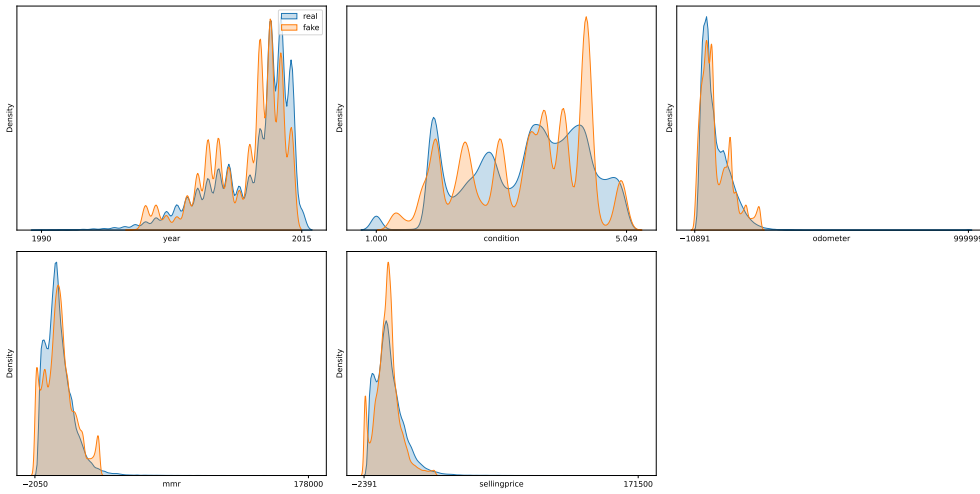 real
fake
Density
1990
year
2015
Density
1.000
condition
5.049
Density
−10891
odometer
999999
Density
−2050
mmr
178000
Density
−2391
sellingprice
171500